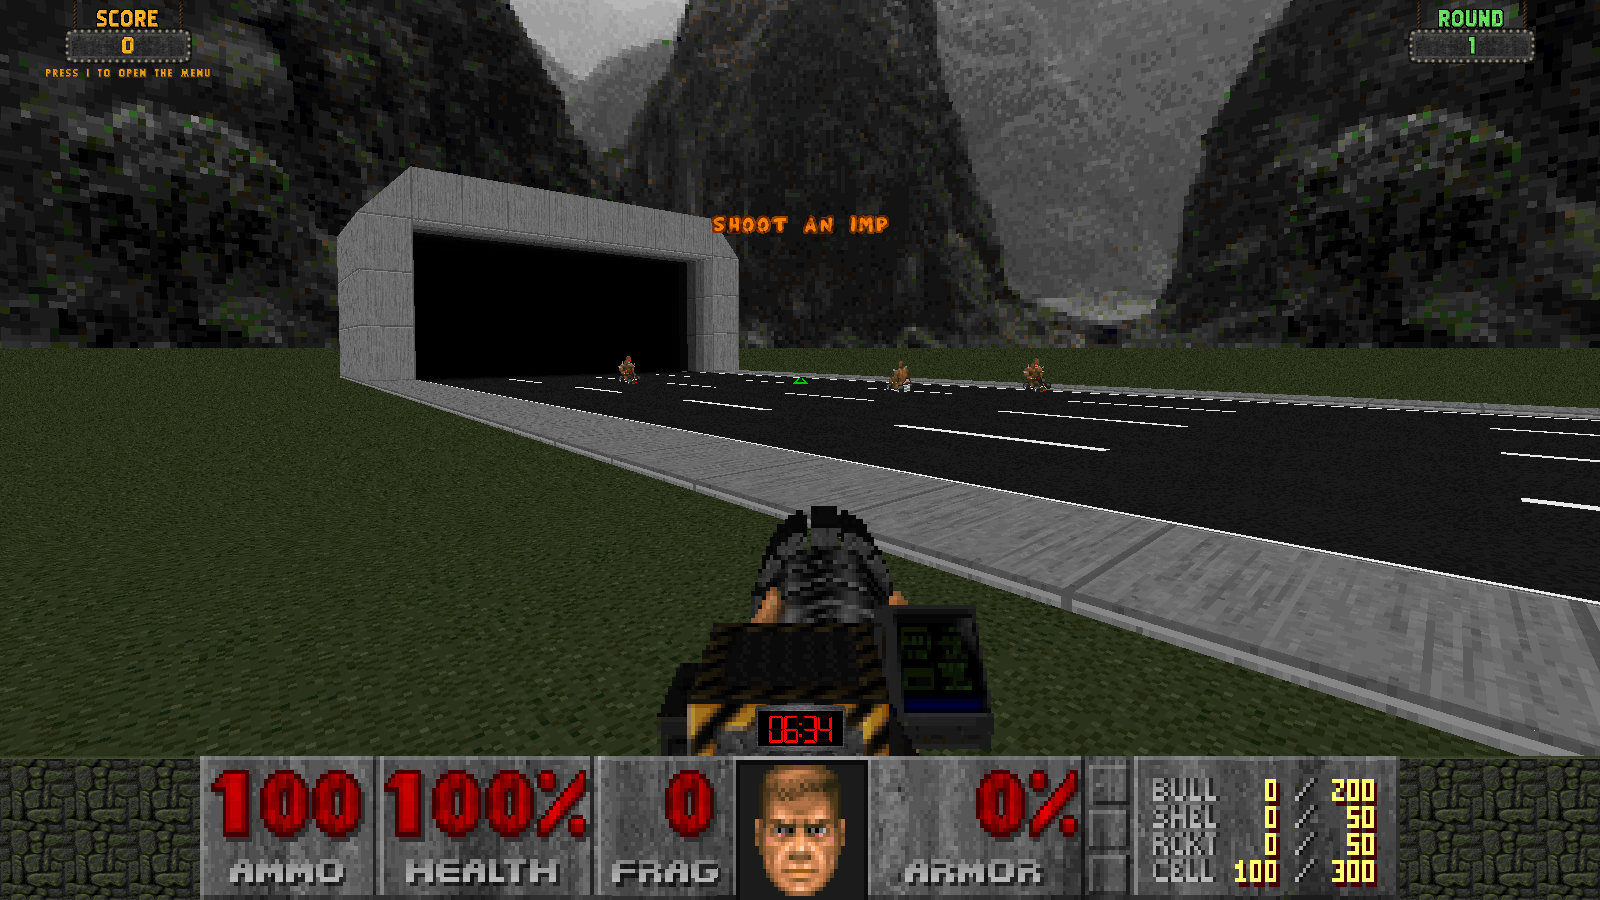 SCORE
0
PRESS I TO OPEN THE MENU
ROUND
1
SHOOT AN IMP
06:34
100
AMMO
100%
HEALTH
0
FRAG
0%
ARMOR
BULL 0 / 200
SHEL 0 / 50
RCKT 0 / 50
CELL 100 / 300